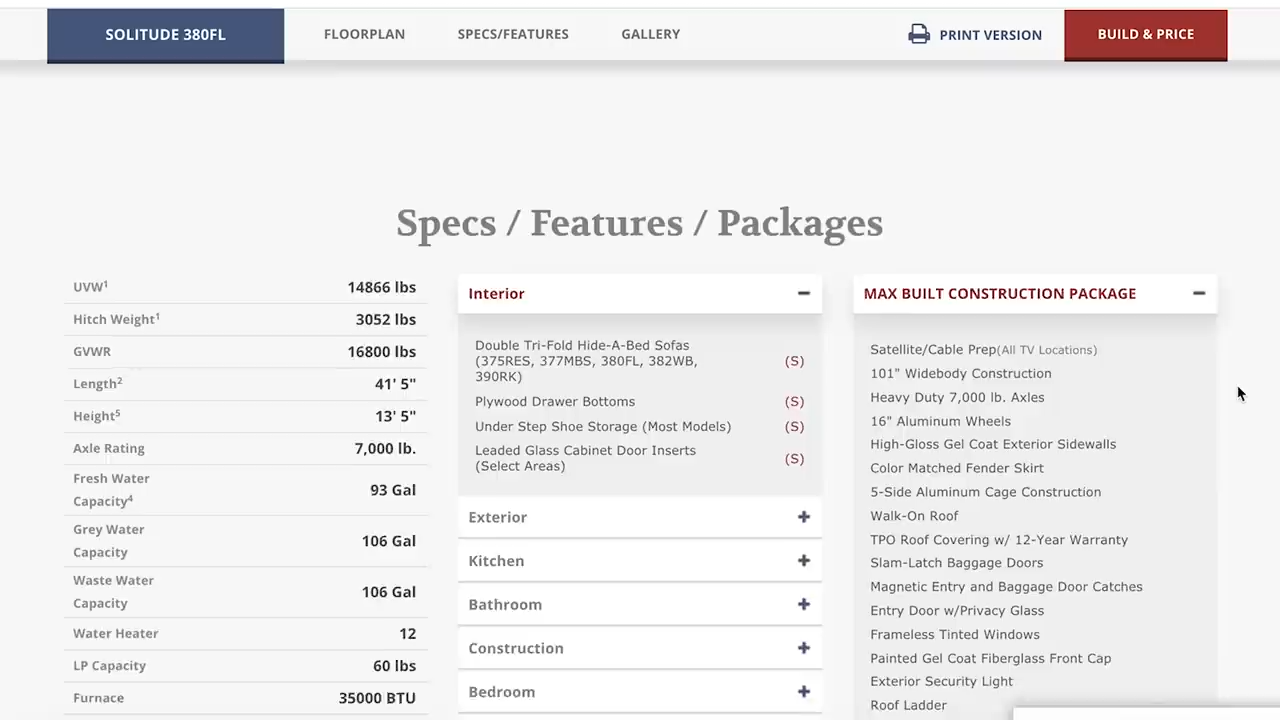 SOLITUDE 380FL
FLOORPLAN
SPECS/FEATURES
GALLERY
PRINT VERSION
BUILD & PRICE
Specs / Features / Packages
UVW¹ 14866 lbs
Hitch Weight¹ 3052 lbs
GVWR 16800 lbs
Length² 41' 5"
Height⁵ 13' 5"
Axle Rating 7,000 lb.
Fresh Water
Capacity⁴ 93 Gal
Grey Water
Capacity 106 Gal
Waste Water
Capacity 106 Gal
Water Heater 12
LP Capacity 60 lbs
Furnace 35000 BTU
Interior
Double Tri-Fold Hide-A-Bed Sofas
(375RES, 377MBS, 380FL, 382WB, (S)
390RK)
Plywood Drawer Bottoms (S)
Under Step Shoe Storage (Most Models) (S)
Leaded Glass Cabinet Door Inserts (S)
(Select Areas)
Exterior
Kitchen
Bathroom
Construction
Bedroom
MAX BUILT CONSTRUCTION PACKAGE
Satellite/Cable Prep(All TV Locations)
101" Widebody Construction
Heavy Duty 7,000 lb. Axles
16" Aluminum Wheels
High-Gloss Gel Coat Exterior Sidewalls
Color Matched Fender Skirt
5-Side Aluminum Cage Construction
Walk-On Roof
TPO Roof Covering w/ 12-Year Warranty
Slam-Latch Baggage Doors
Magnetic Entry and Baggage Door Catches
Entry Door w/Privacy Glass
Frameless Tinted Windows
Painted Gel Coat Fiberglass Front Cap
Exterior Security Light
Roof Ladder